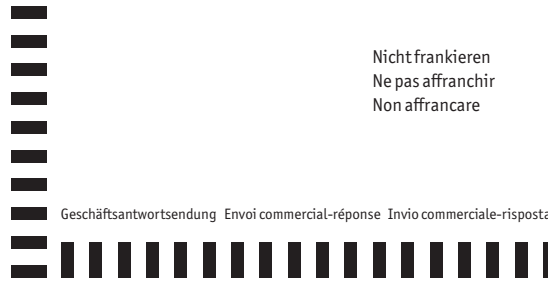 Nicht frankieren
Ne pas affranchir
Non affrancare
Geschäftsantwortsendung Envoi commercial-réponse Invio commerciale-risposta